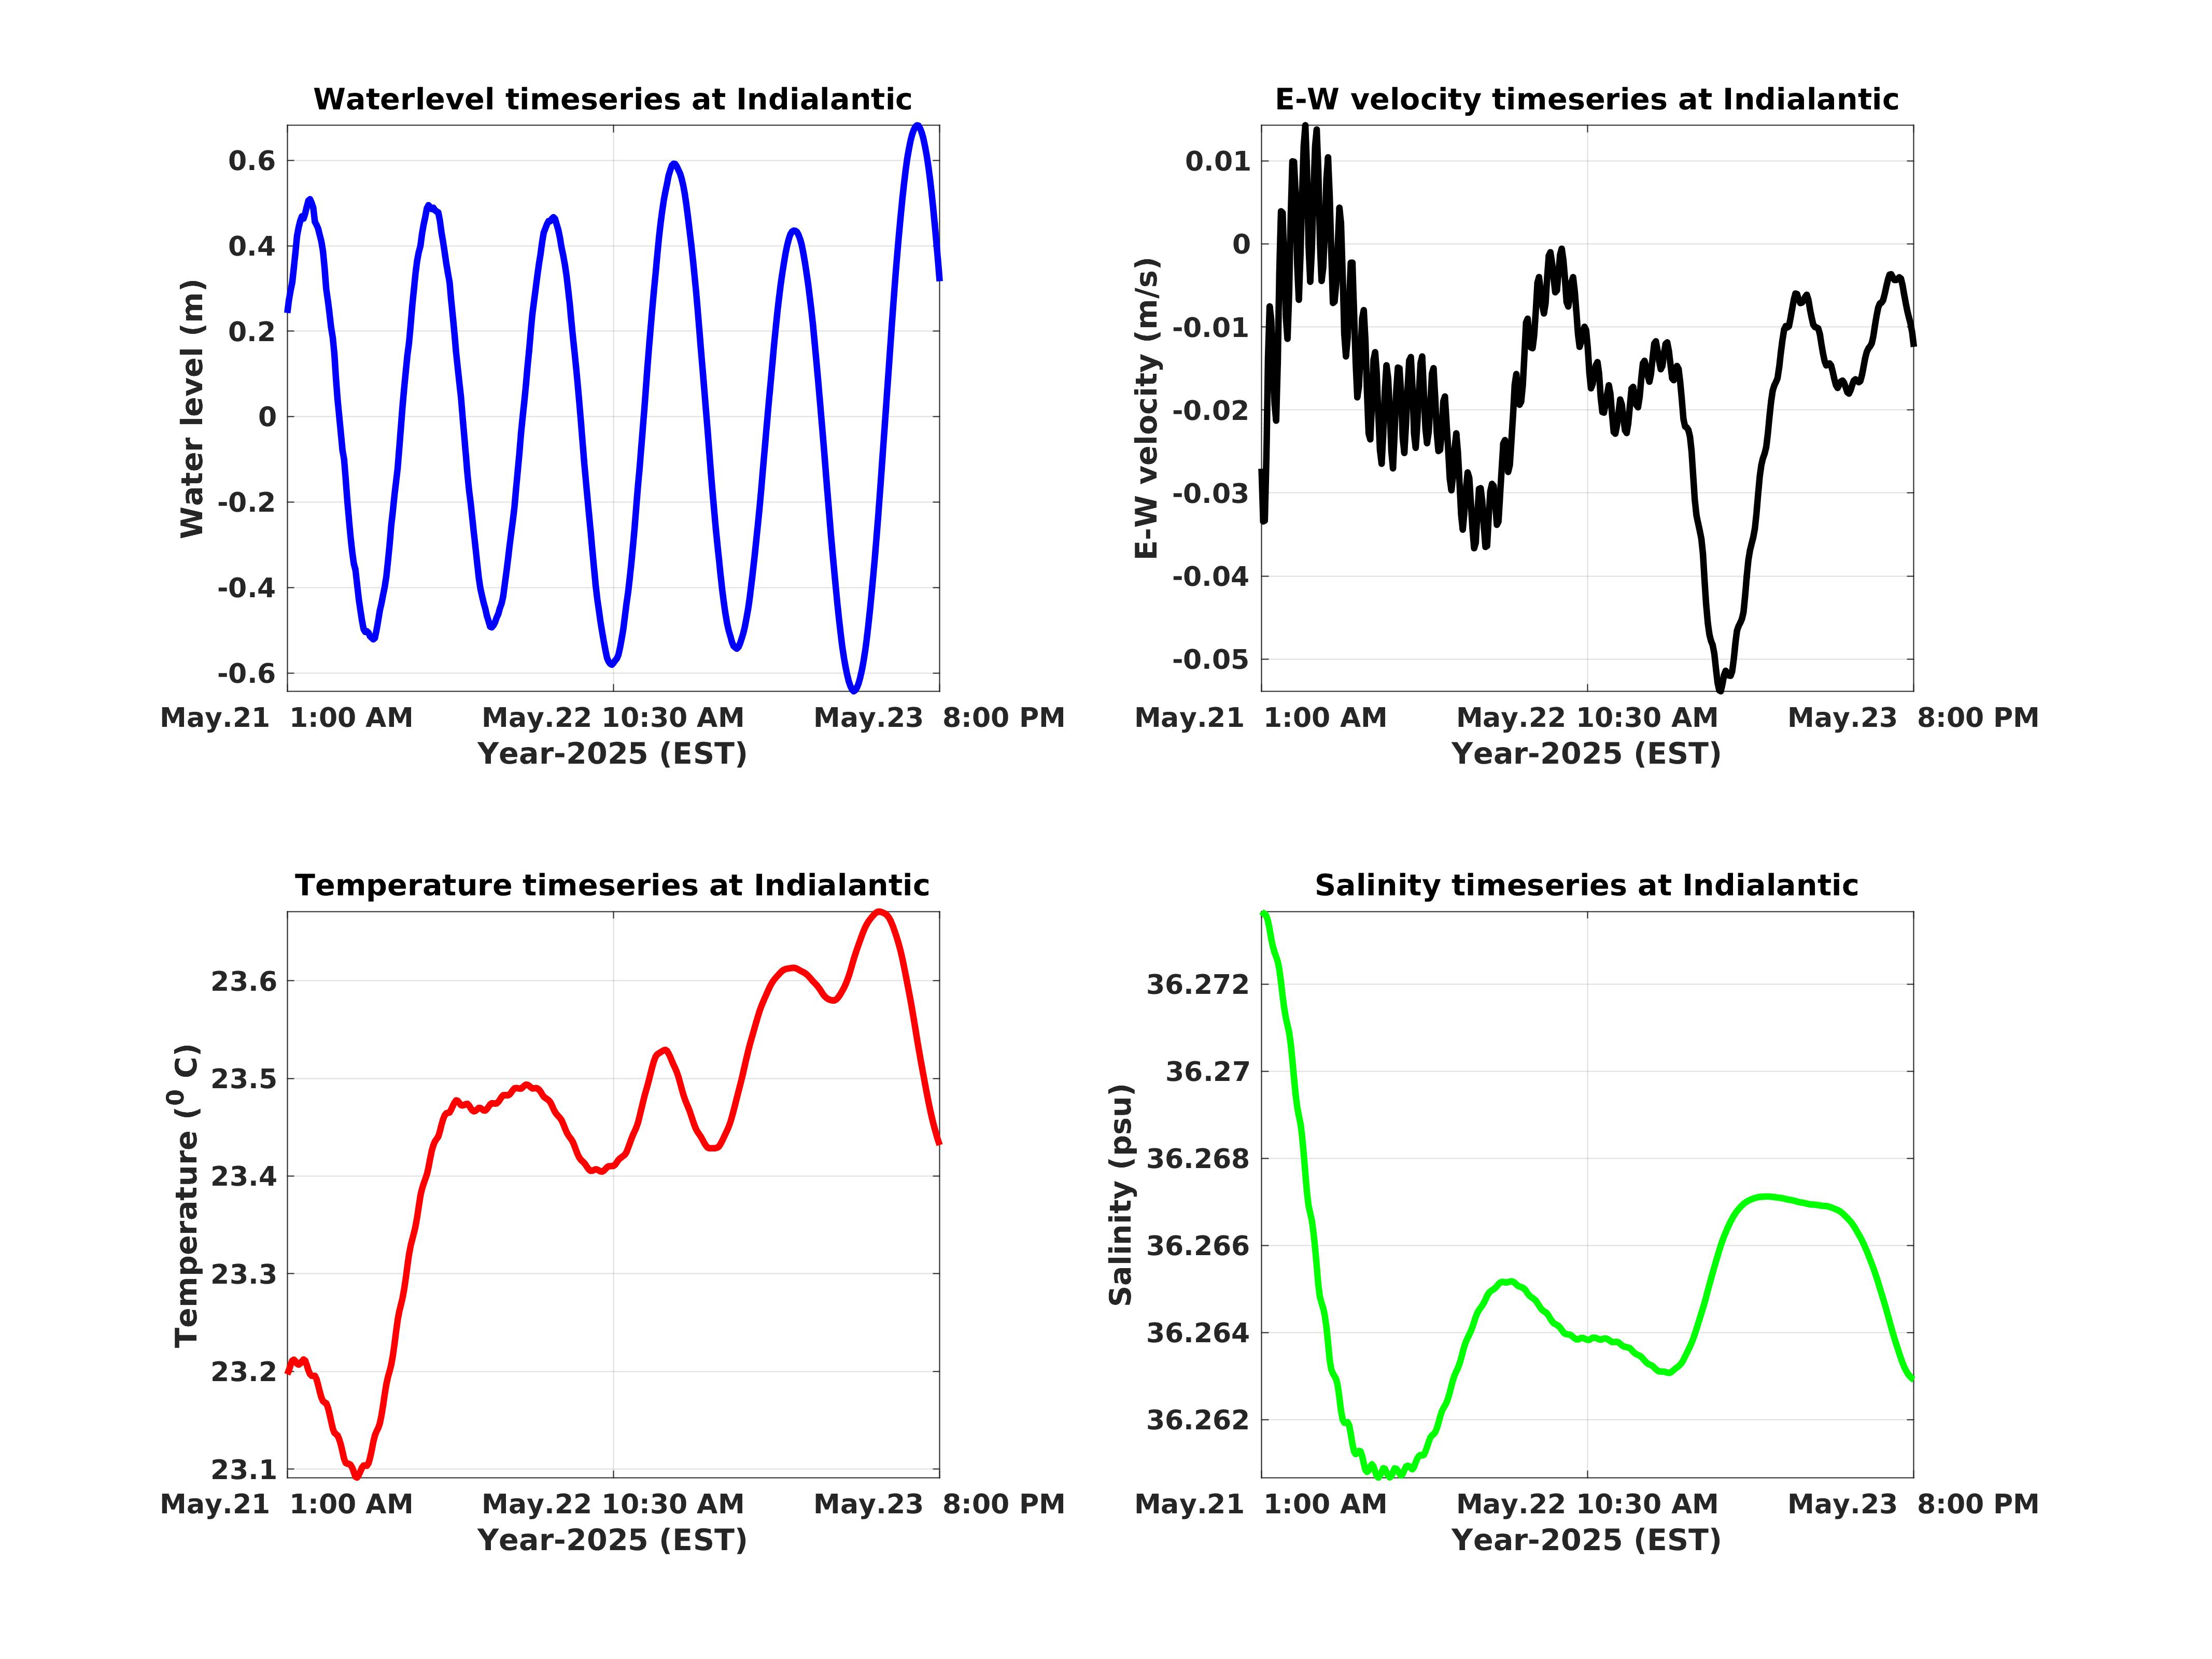 Waterlevel timeseries at Indialantic
0.6
0.4
0.2
0
-0.2
-0.4
-0.6
Water level (m)
May.21  1:00 AM
May.22 10:30 AM
May.23  8:00 PM
Year-2025 (EST)
E-W velocity timeseries at Indialantic
0.01
0
-0.01
-0.02
-0.03
-0.04
-0.05
E-W velocity (m/s)
May.21  1:00 AM
May.22 10:30 AM
May.23  8:00 PM
Year-2025 (EST)
Temperature timeseries at Indialantic
23.6
23.5
23.4
23.3
23.2
23.1
Temperature (⁰ C)
May.21  1:00 AM
May.22 10:30 AM
May.23  8:00 PM
Year-2025 (EST)
Salinity timeseries at Indialantic
36.272
36.27
36.268
36.266
36.264
36.262
Salinity (psu)
May.21  1:00 AM
May.22 10:30 AM
May.23  8:00 PM
Year-2025 (EST)